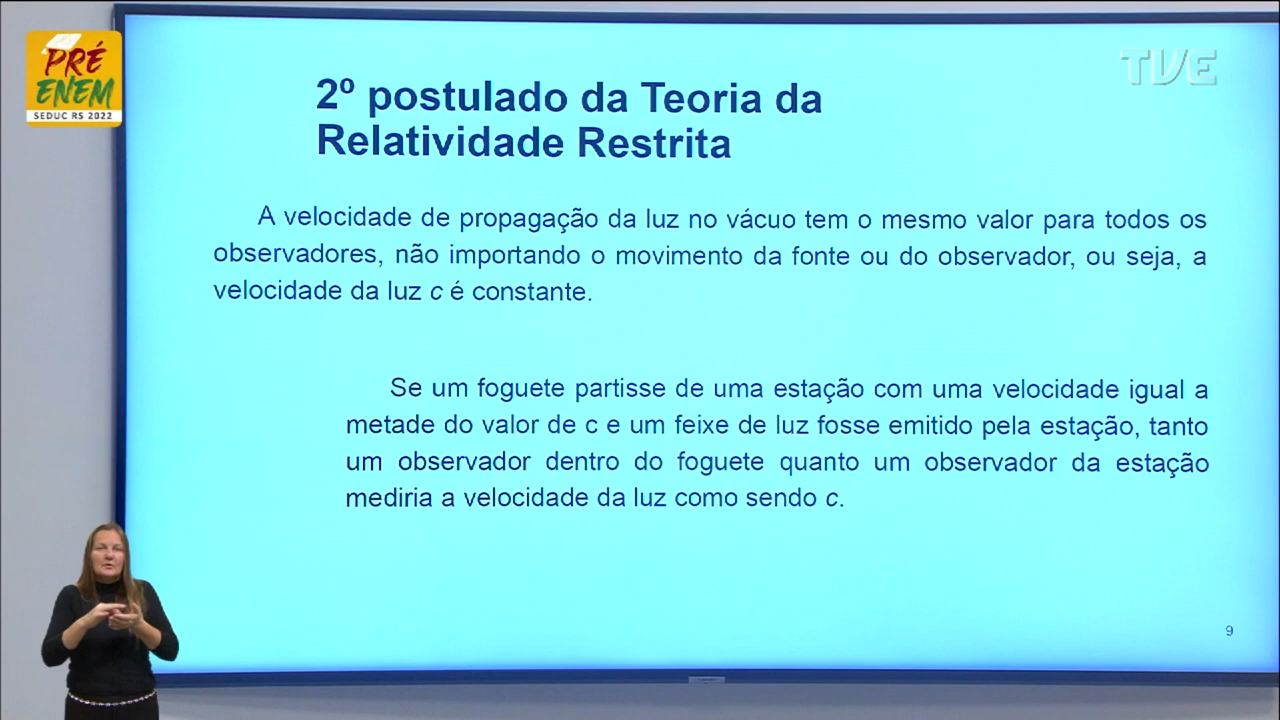 PRÉ
ENEM
SEDUC RS 2022
TVE
2º postulado da Teoria da
Relatividade Restrita
A velocidade de propagação da luz no vácuo tem o mesmo valor para todos os
observadores, não importando o movimento da fonte ou do observador, ou seja, a
velocidade da luz c é constante.
Se um foguete partisse de uma estação com uma velocidade igual a
metade do valor de c e um feixe de luz fosse emitido pela estação, tanto
um observador dentro do foguete quanto um observador da estação
mediria a velocidade da luz como sendo c.
9